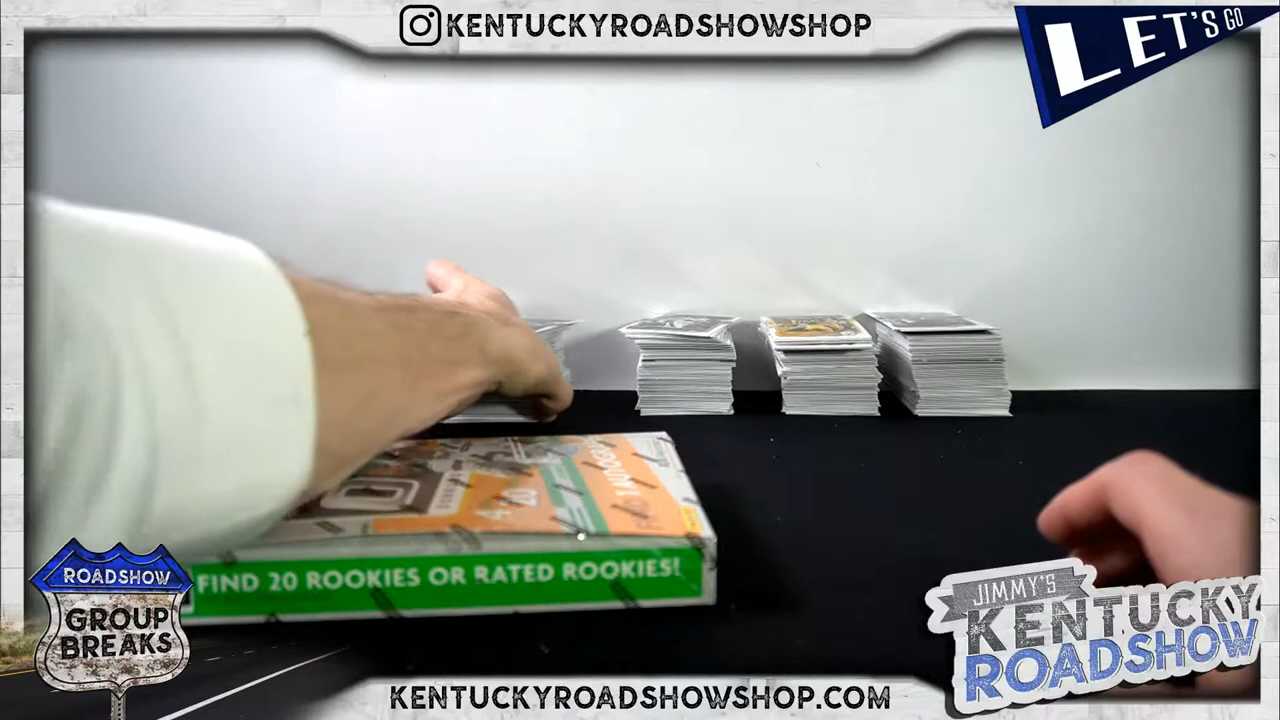 KENTUCKYROADSHOWSHOP
LET'S GO
FIND 20 ROOKIES OR RATED ROOKIES!
ROADSHOW
GROUP
BREAKS
JIMMY'S
KENTUCKY
ROADSHOW
KENTUCKYROADSHOWSHOP.COM